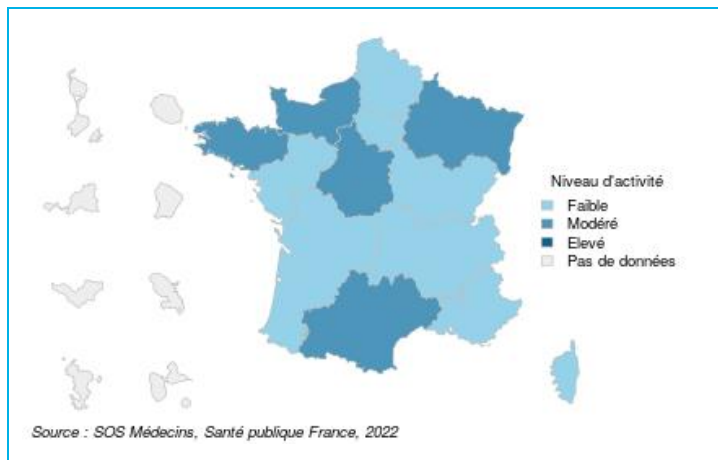 Niveau d'activité
Faible
Modéré
Elevé
Pas de données
Source : SOS Médecins, Santé publique France, 2022